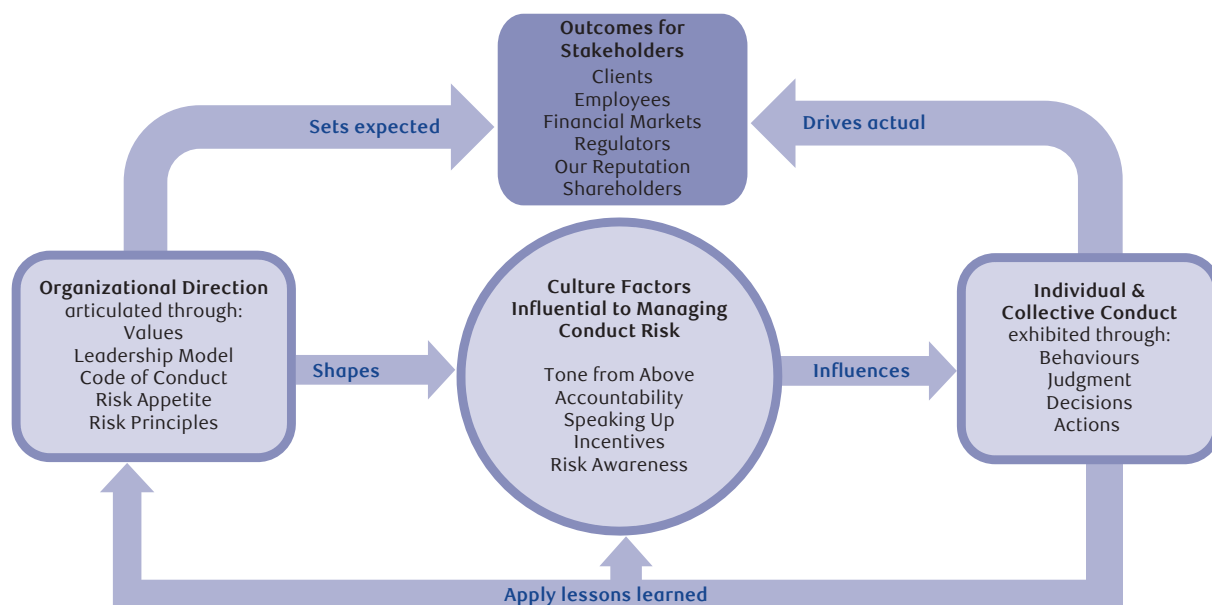 Outcomes for
Stakeholders
Clients
Employees
Financial Markets
Regulators
Our Reputation
Shareholders
Sets expected
Drives actual
Organizational Direction
articulated through:
Values
Leadership Model
Code of Conduct
Risk Appetite
Risk Principles
Shapes
Culture Factors
Influential to Managing
Conduct Risk
Tone from Above
Accountability
Speaking Up
Incentives
Risk Awareness
Influences
Individual &
Collective Conduct
exhibited through:
Behaviours
Judgment
Decisions
Actions
Apply lessons learned